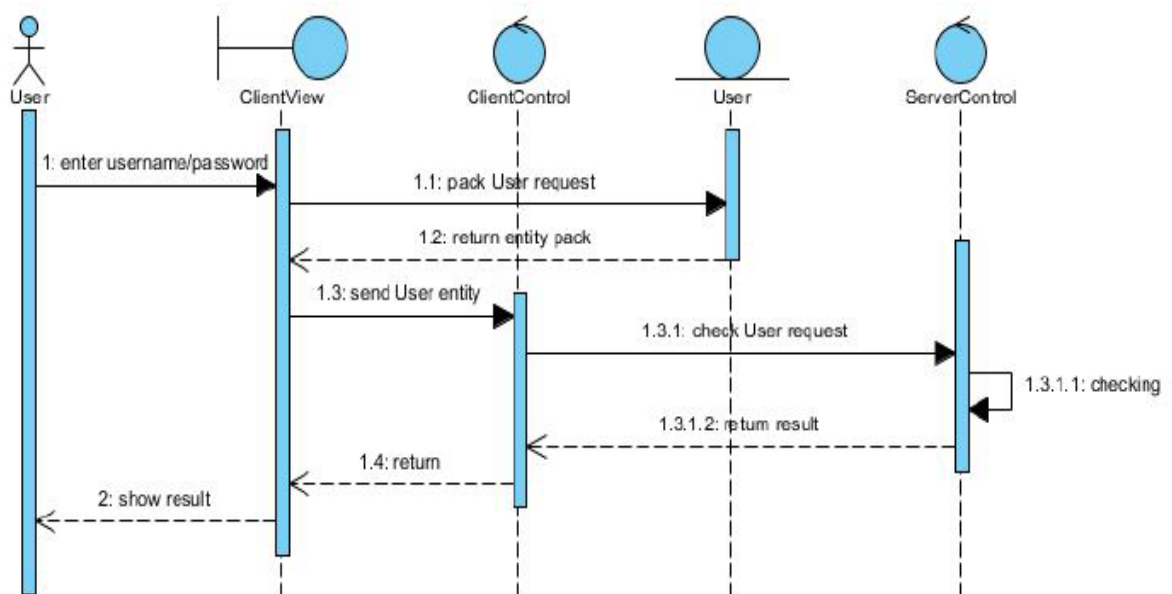 User
ClientView
ClientControl
User
ServerControl
1: enter username/password
1.1: pack User request
1.2: return entity pack
1.3: send User entity
1.3.1: check User request
1.3.1.1: checking
1.3.1.2: return result
1.4: return
2: show result